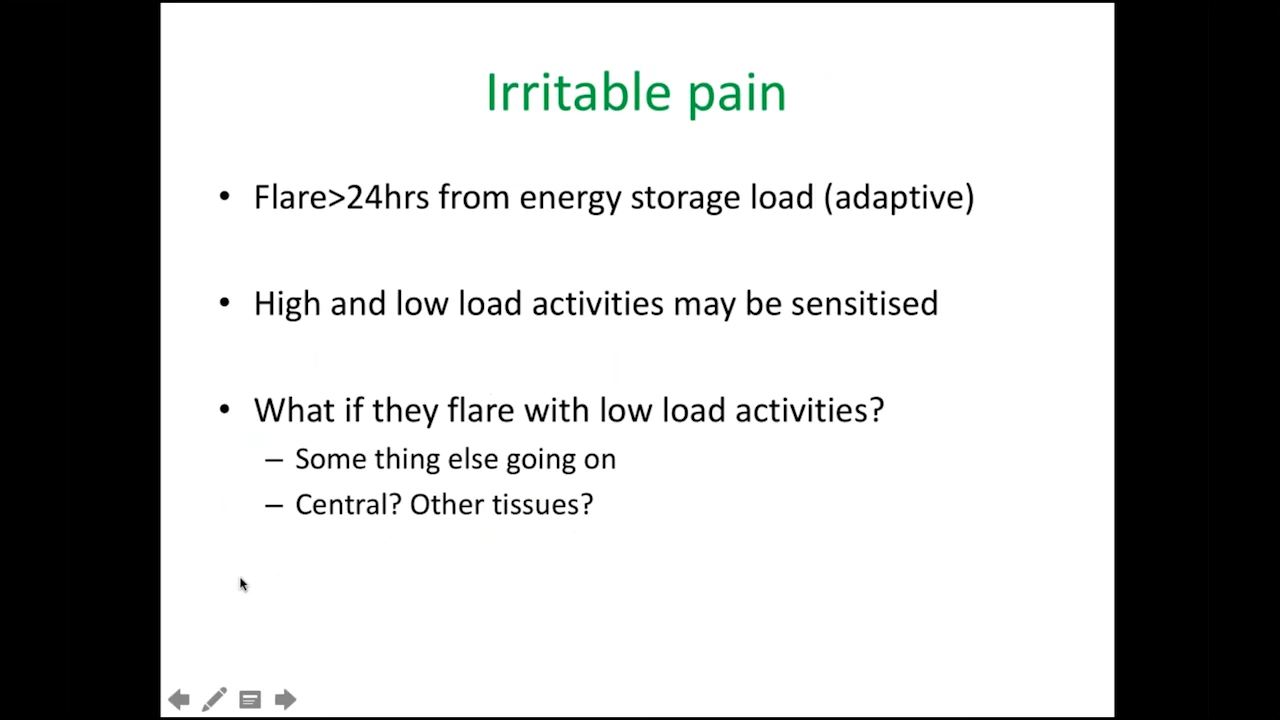 Irritable pain
• Flare>24hrs from energy storage load (adaptive)
• High and low load activities may be sensitised
• What if they flare with low load activities?
– Some thing else going on
– Central? Other tissues?